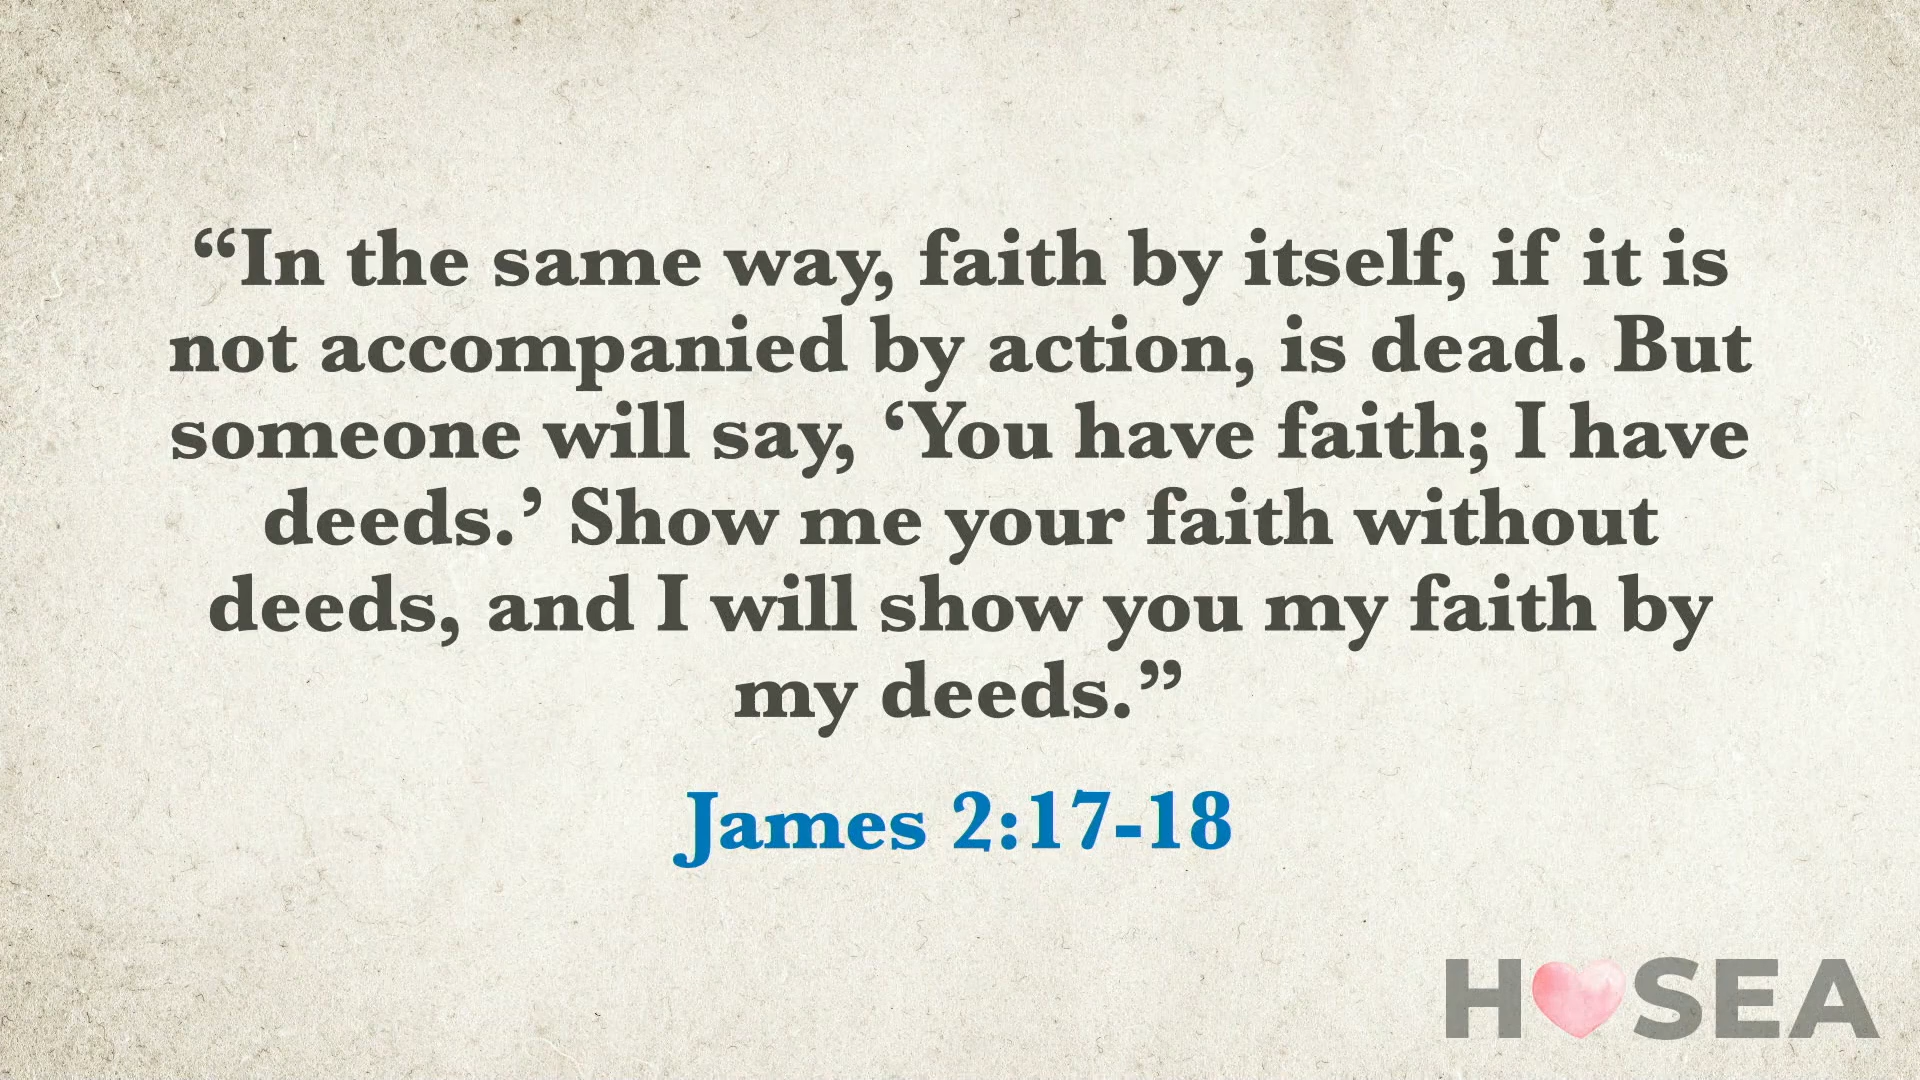 “In the same way, faith by itself, if it is
not accompanied by action, is dead. But
someone will say, ‘You have faith; I have
deeds.’ Show me your faith without
deeds, and I will show you my faith by
my deeds.”
James 2:17-18
HOSEA